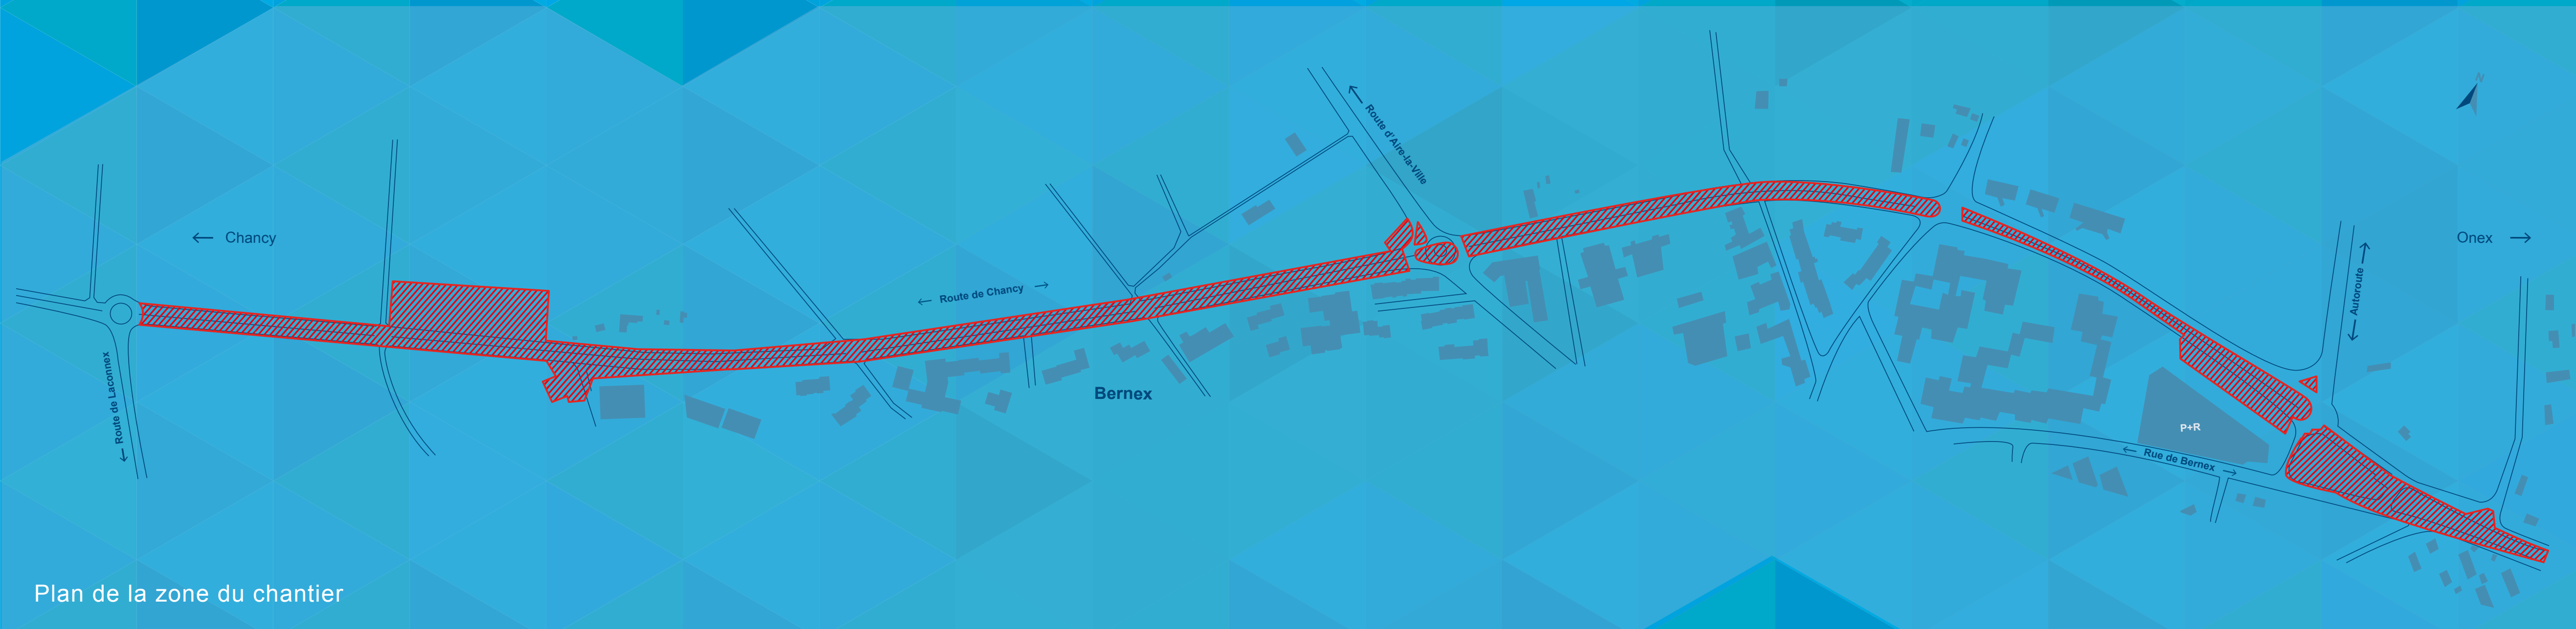 N
Route d'Aire-la-Ville
← Chancy
Onex →
Autoroute
← Route de Chancy →
Route de Laconnex
Bernex
P+R
← Rue de Bernex →
Plan de la zone du chantier